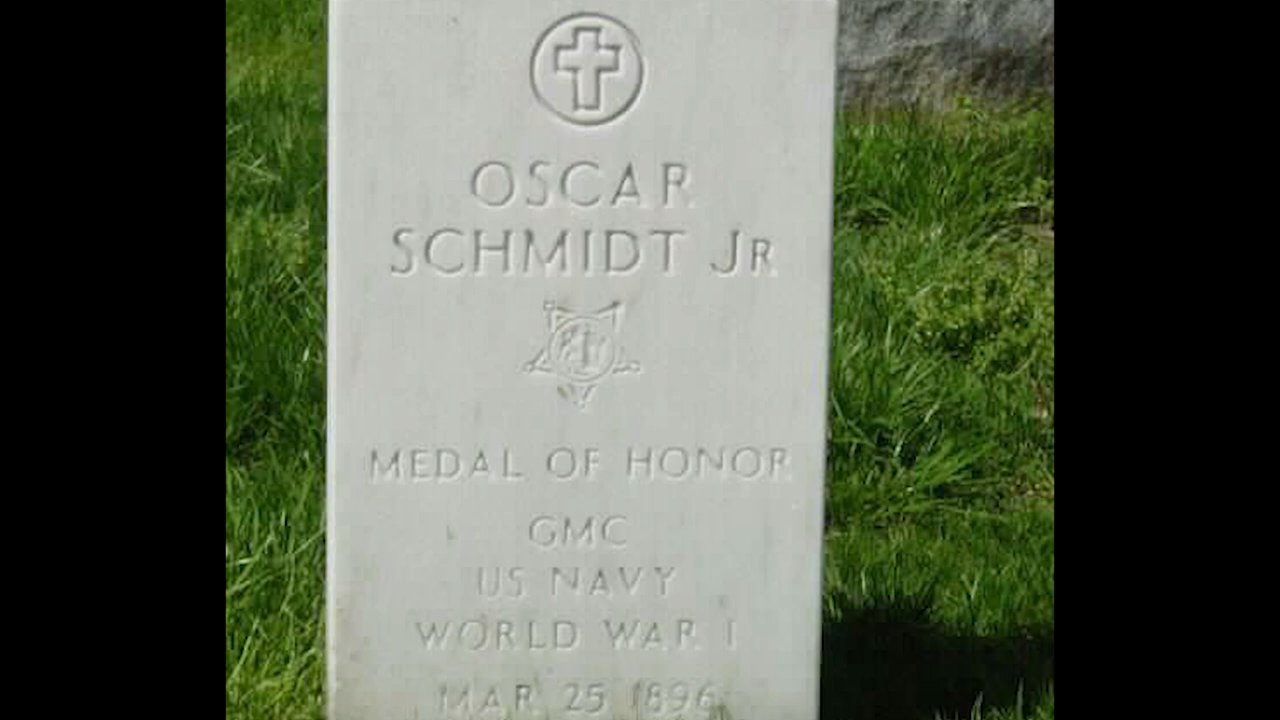 OSCAR
SCHMIDT JR
MEDAL OF HONOR
GMC
US NAVY
WORLD WAR I
MAR 25 1896